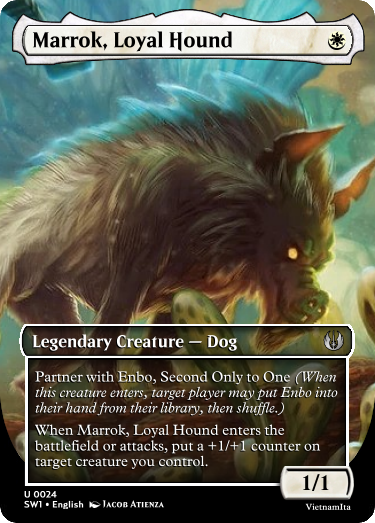 Marrok, Loyal Hound
Legendary Creature — Dog
Partner with Enbo, Second Only to One (When
this creature enters, target player may put Enbo into
their hand from their library, then shuffle.)
When Marrok, Loyal Hound enters the
battlefield or attacks, put a +1/+1 counter on
target creature you control.
1/1
U 0024
SW1 • English Jacob Atienza
VietnamIta